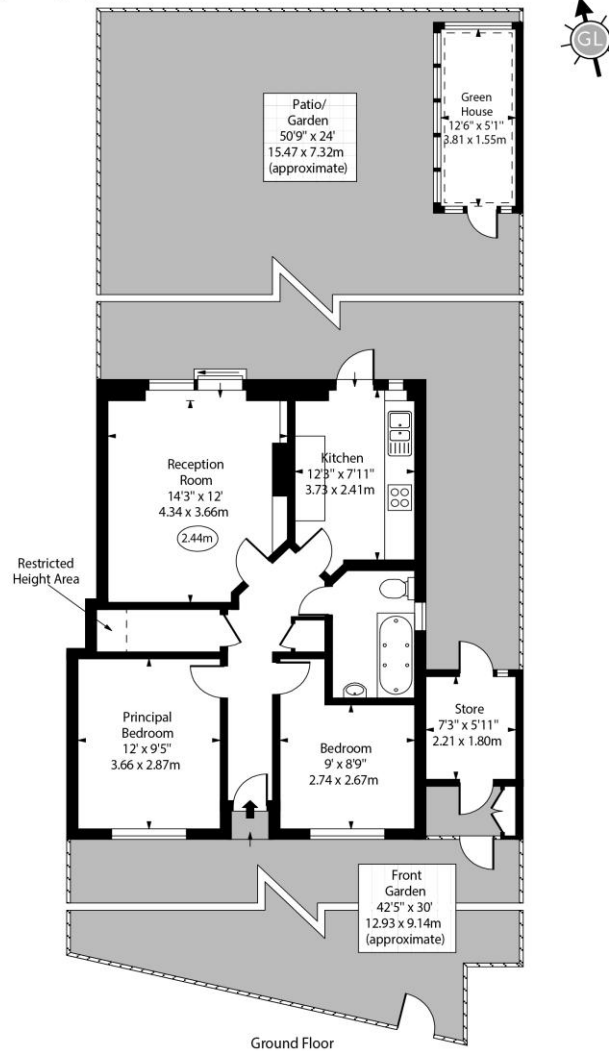 GL
Patio/
Garden
50'9" x 24'
15.47 x 7.32m
(approximate)
Green
House
12'6" x 5'1"
3.81 x 1.55m
Reception
Room
14'3" x 12'
4.34 x 3.66m
2.44m
Kitchen
12'3" x 7'11"
3.73 x 2.41m
Restricted
Height Area
Principal
Bedroom
12' x 9'5"
3.66 x 2.87m
Bedroom
9' x 8'9"
2.74 x 2.67m
Store
7'3" x 5'11"
2.21 x 1.80m
Front
Garden
42'5" x 30'
12.93 x 9.14m
(approximate)
Ground Floor